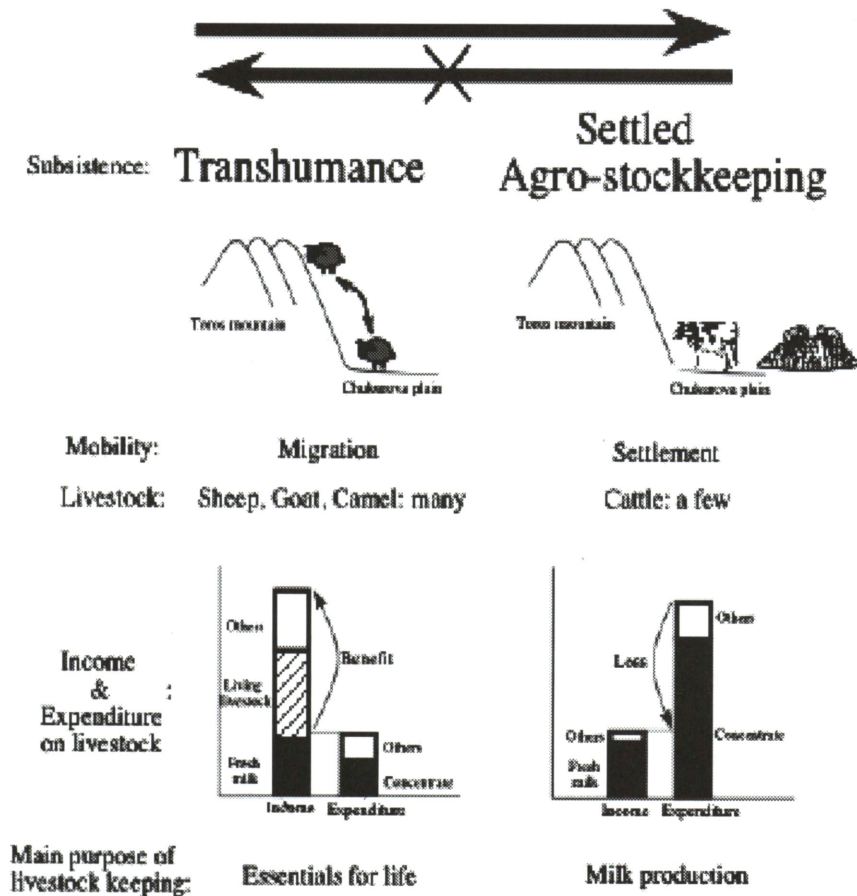 Settled
Subsistence: Transhumance Agro-stockkeeping
Toros mountain
Chukurova plain
Toros mountain
Chukurova plain
Mobility: Migration Settlement
Livestock: Sheep, Goat, Camel: many Cattle: a few
Income
&
Expenditure
on livestock
:
Others
Living
livestock
Fresh
milk
Benefit
Others
Concentrate
Income Expenditure
Loss
Others
Concentrate
Others
Fresh
milk
Income Expenditure
Main purpose of
livestock keeping: Essentials for life Milk production